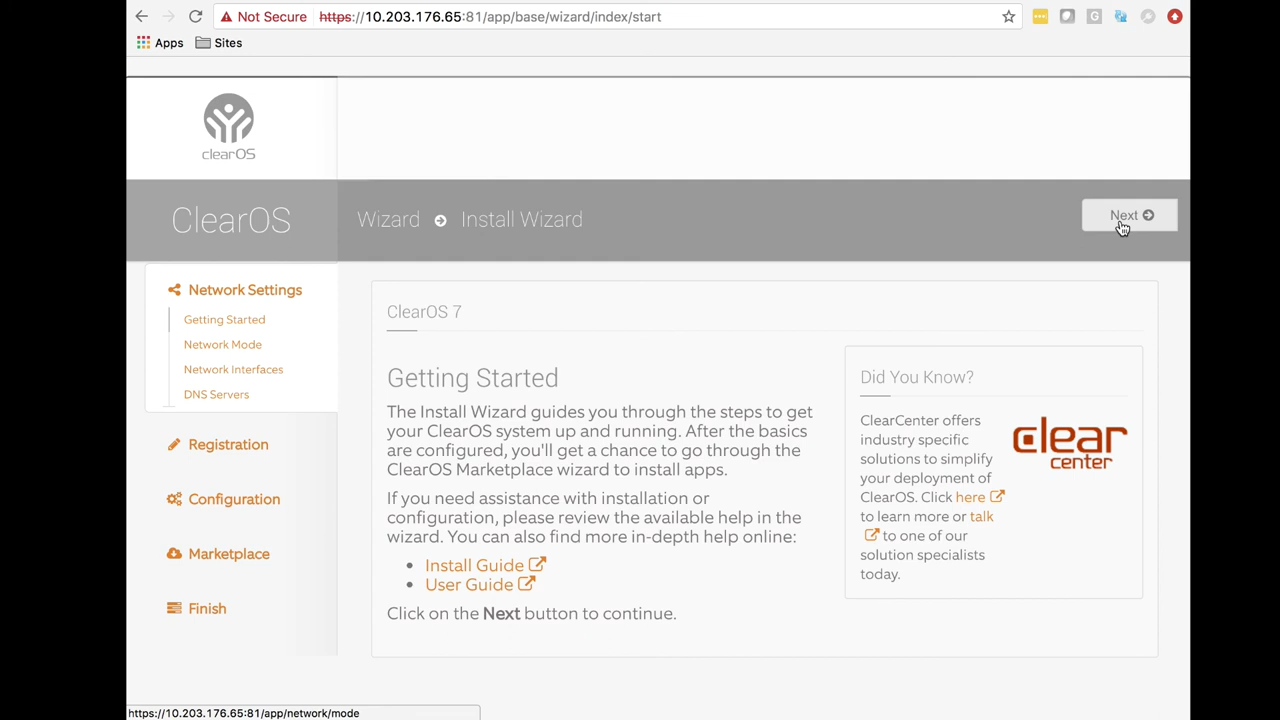 Not Secure https://10.203.176.65:81/app/base/wizard/index/start
Apps Sites
clearOS
ClearOS Wizard Install Wizard Next
Network Settings
Getting Started
Network Mode
Network Interfaces
DNS Servers
Registration
Configuration
Marketplace
Finish
ClearOS 7
Getting Started
The Install Wizard guides you through the steps to get
your ClearOS system up and running. After the basics
are configured, you'll get a chance to go through the
ClearOS Marketplace wizard to install apps.
If you need assistance with installation or
configuration, please review the available help in the
wizard. You can also find more in-depth help online:
• Install Guide
• User Guide
Click on the Next button to continue.
Did You Know?
ClearCenter offers
industry specific
solutions to simplify
your deployment of
ClearOS. Click here
to learn more or talk
to one of our
solution specialists
today.
clear
center
https://10.203.176.65:81/app/network/mode